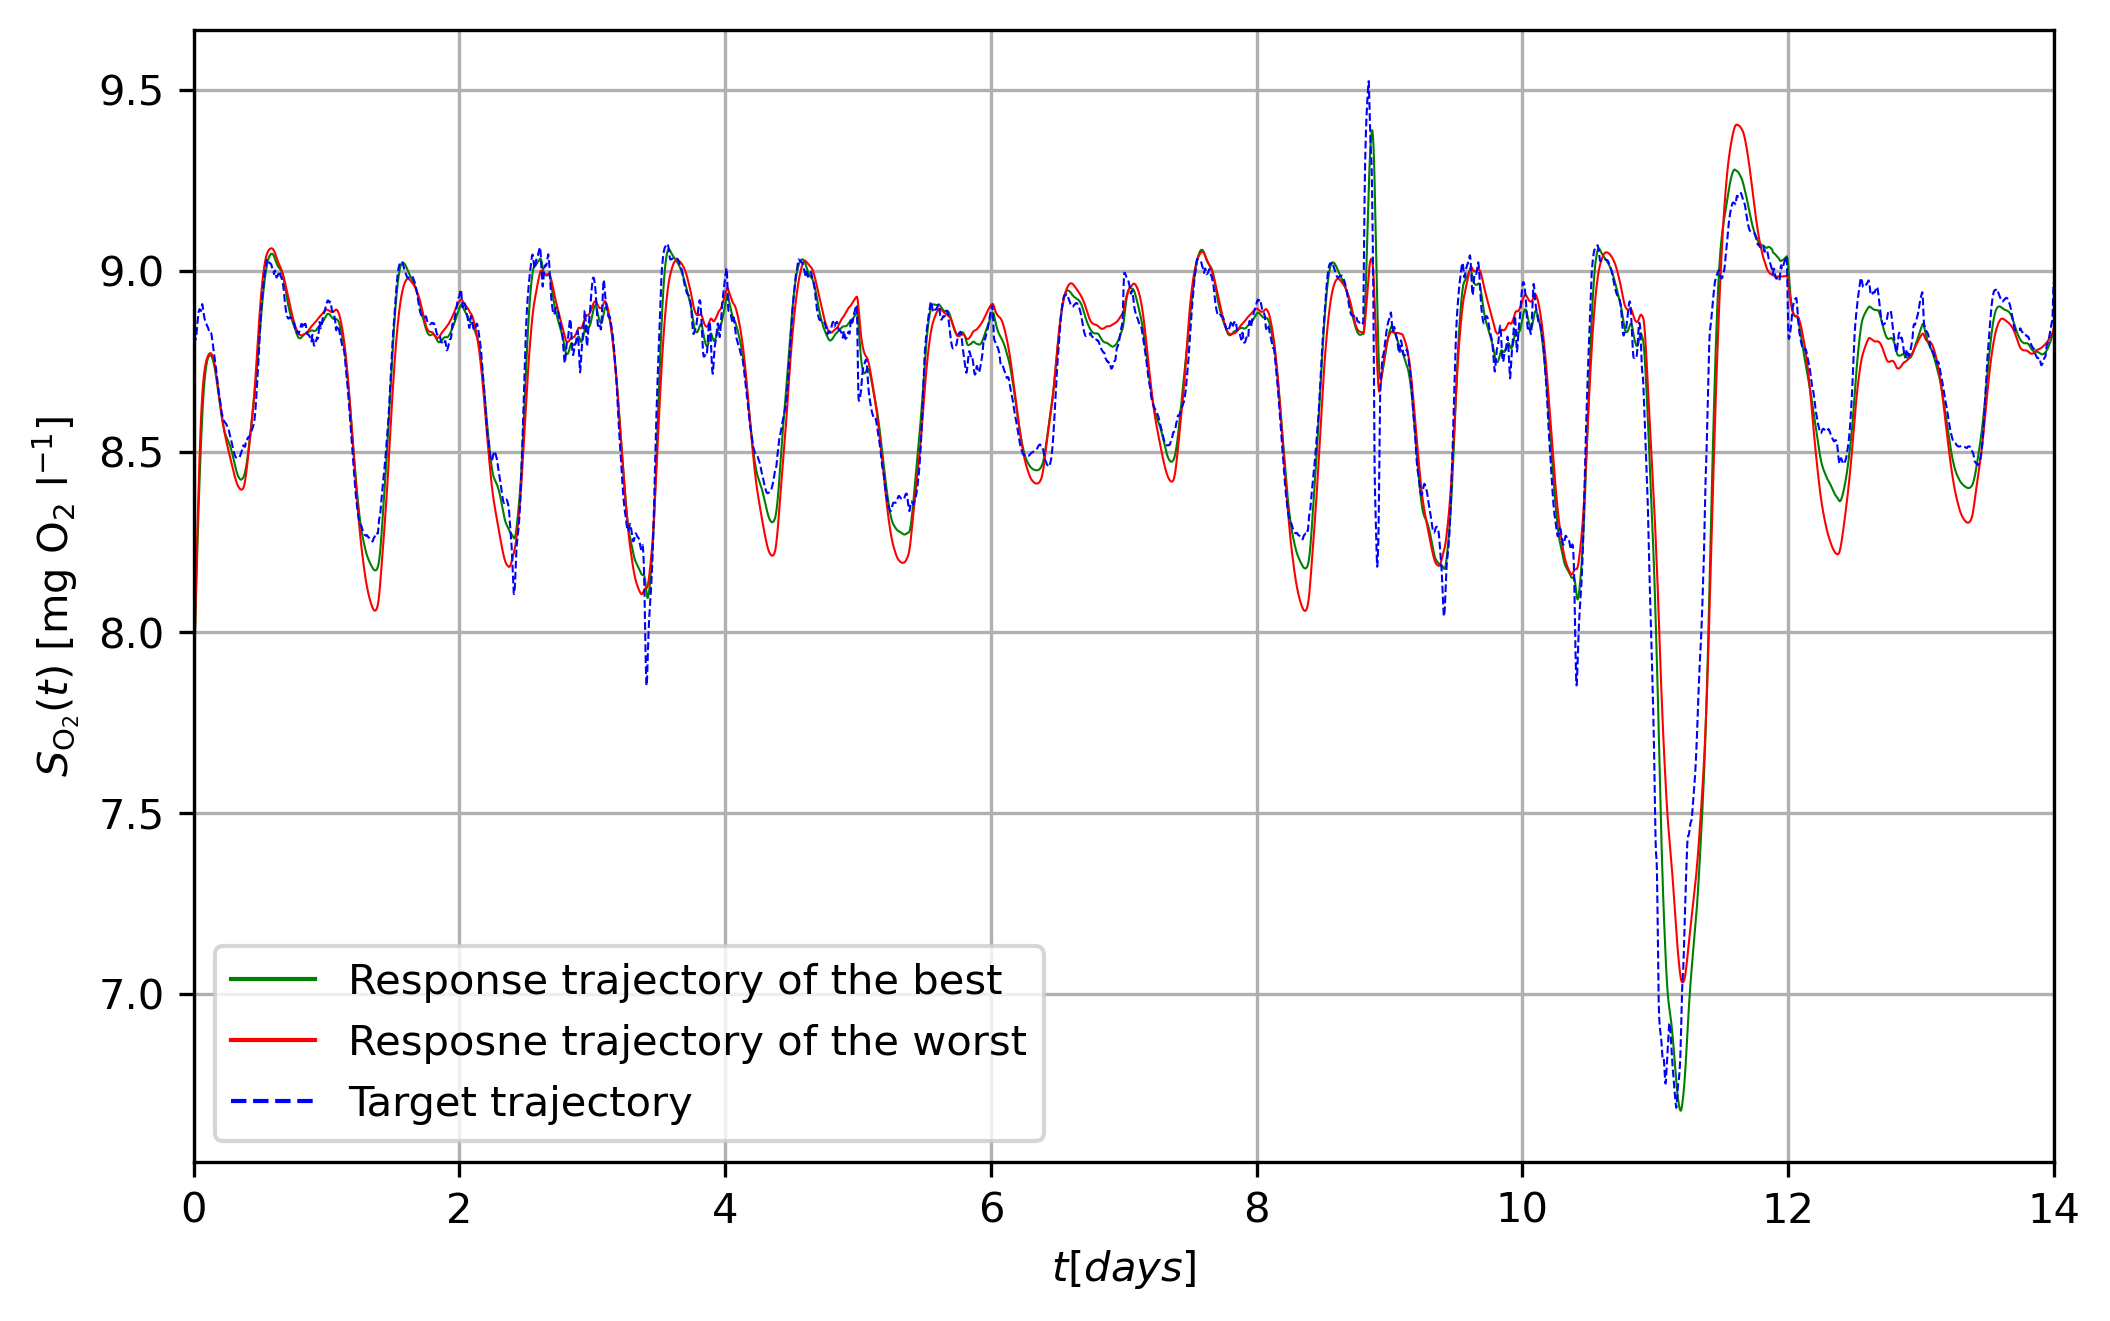 9.5
9.0
8.5
8.0
7.5
7.0
S_{O_2}(t) [mg O_2 l^{-1}]
Response trajectory of the best
Resposne trajectory of the worst
Target trajectory
0 2 4 6 8 10 12 14
t[days]